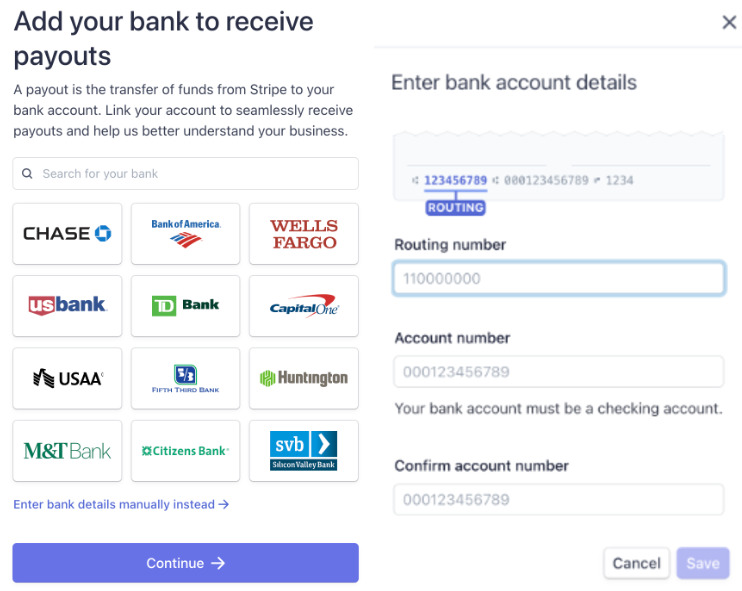 Add your bank to receive
payouts
A payout is the transfer of funds from Stripe to your
bank account. Link your account to seamlessly receive
payouts and help us better understand your business.
Search for your bank
CHASE
Bank of America
WELLS
FARGO
usbank
TD Bank
Capital One
USAA
FIFTH THIRD BANK
Huntington
M&T Bank
Citizens Bank
svb
Silicon Valley Bank
Enter bank details manually instead →
Continue →
Enter bank account details
⑆ 123456789 ⑆ 000123456789 ⑈ 1234
ROUTING
Routing number
110000000
Account number
000123456789
Your bank account must be a checking account.
Confirm account number
000123456789
Cancel Save